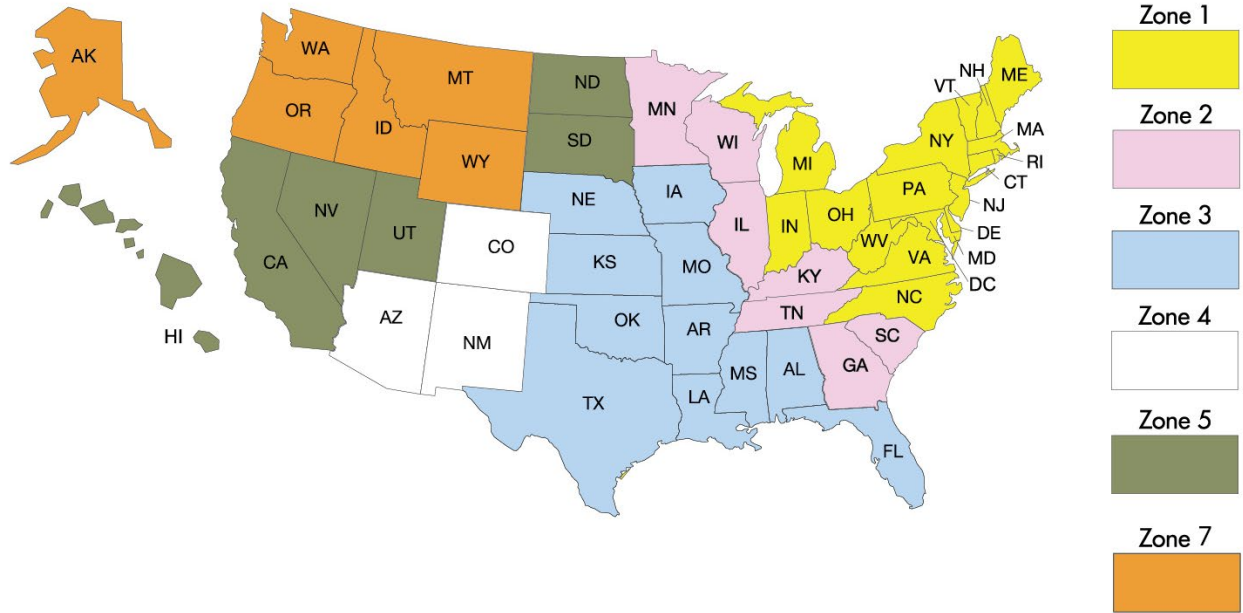 AK
WA
MT
ND
MN
OR
ID
WY
SD
WI
MI
NY
VT
NH
ME
MA
RI
CT
NJ
PA
NE
IA
IL
IN
OH
WV
VA
DE
MD
DC
NV
UT
CO
KS
MO
KY
CA
AZ
NM
OK
AR
TN
NC
SC
HI
TX
LA
MS
AL
GA
FL
Zone 1
Zone 2
Zone 3
Zone 4
Zone 5
Zone 7